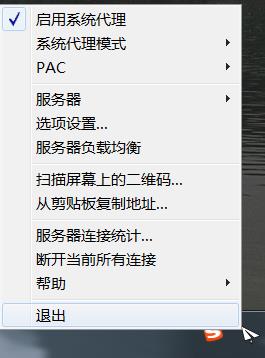 启用系统代理
系统代理模式
PAC
服务器
选项设置...
服务器负载均衡
扫描屏幕上的二维码...
从剪贴板复制地址...
服务器连接统计...
断开当前所有连接
帮助
退出